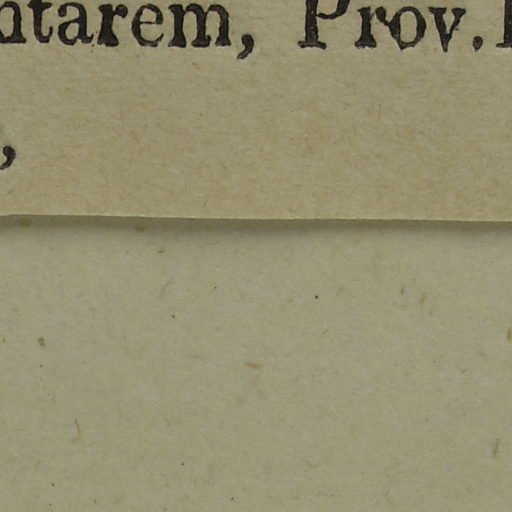 ntarem, Prov.
,